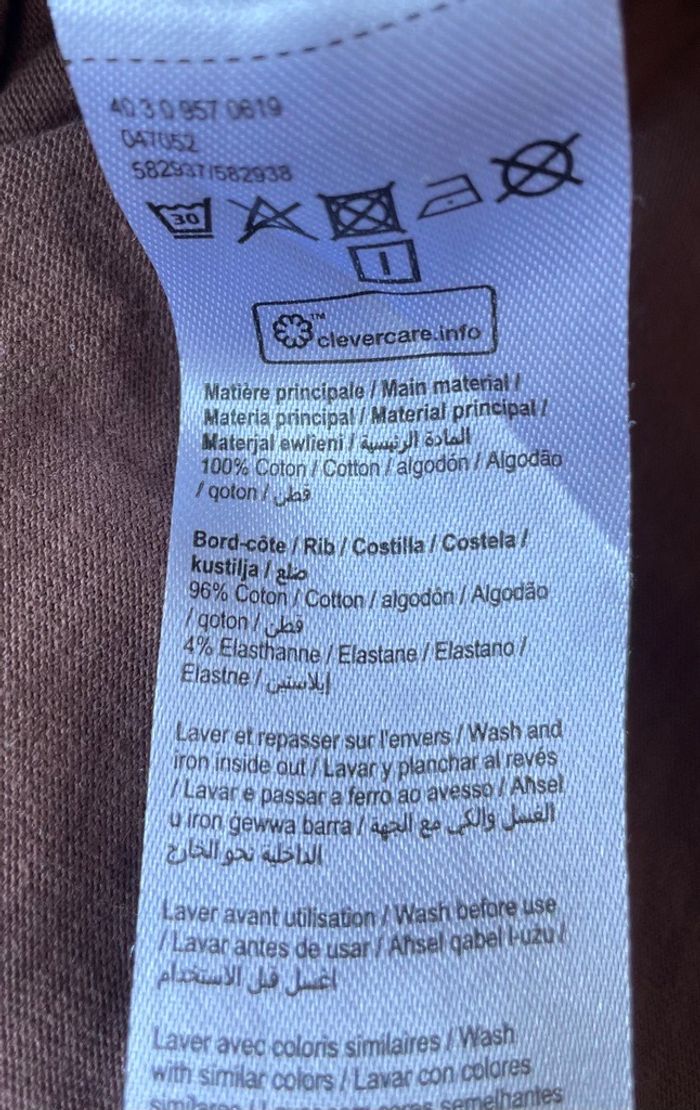 40 3 0 957 0619
047052
582937/582938
30
clevercare.info
TM
Matière principale / Main material /
Materia principal / Material principal /
Materjal ewlieni / المادة الرئيسية
100% Coton / Cotton / algodón / Algodão
/ qoton / قطن
Bord-côte / Rib / Costilla / Costela /
kustilja / ضلع
96% Coton / Cotton / algodón / Algodão
/ qoton / قطن
4% Elasthanne / Elastane / Elastano /
Elastne / إيلاستين
Laver et repasser sur l'envers / Wash and
iron inside out / Lavar y planchar al revés
/ Lavar e passar a ferro ao avesso / Aħsel
u iron ġewwa barra / الغسل والكي مع الجهة
الداخلية نحو الخارج
Laver avant utilisation / Wash before use
/ Lavar antes de usar / Aħsel qabel l-użu /
اغسل قبل الاستخدام
Laver avec coloris similaires / Wash
with similar colors / Lavar con colores
cores semelhantes